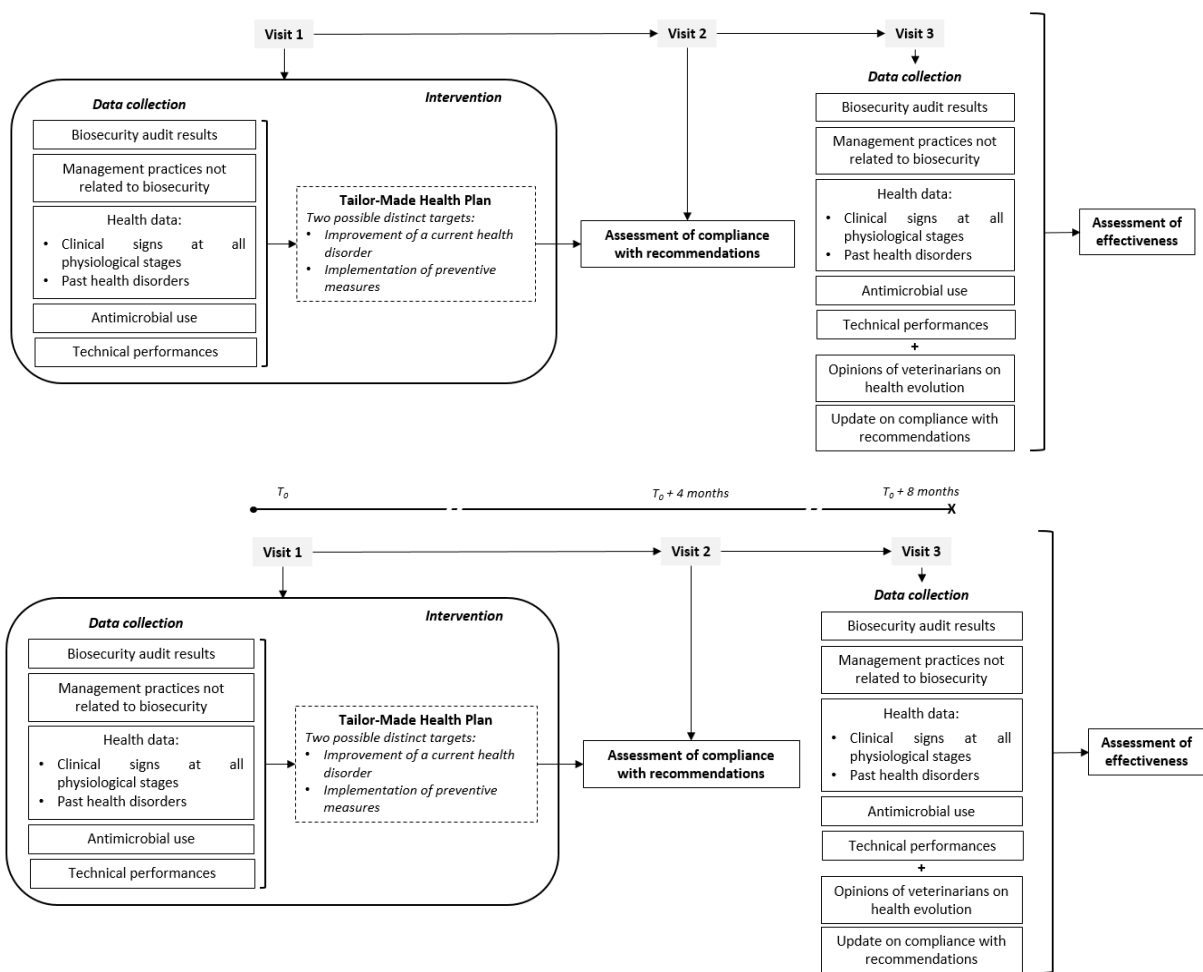 Visit 1
Visit 2
Visit 3
Data collection
Intervention
Biosecurity audit results
Management practices not
related to biosecurity
Health data:
• Clinical signs at all
physiological stages
• Past health disorders
Antimicrobial use
Technical performances
Tailor-Made Health Plan
Two possible distinct targets:
• Improvement of a current health
disorder
• Implementation of preventive
measures
Assessment of compliance
with recommendations
Data collection
Biosecurity audit results
Management practices not
related to biosecurity
Health data:
• Clinical signs at all
physiological stages
• Past health disorders
Antimicrobial use
Technical performances
+
Opinions of veterinarians on
health evolution
Update on compliance with
recommendations
Assessment of
effectiveness
T0
T0 + 4 months
T0 + 8 months
X
Visit 1
Visit 2
Visit 3
Data collection
Intervention
Biosecurity audit results
Management practices not
related to biosecurity
Health data:
• Clinical signs at all
physiological stages
• Past health disorders
Antimicrobial use
Technical performances
Tailor-Made Health Plan
Two possible distinct targets:
• Improvement of a current health
disorder
• Implementation of preventive
measures
Assessment of compliance
with recommendations
Data collection
Biosecurity audit results
Management practices not
related to biosecurity
Health data:
• Clinical signs at all
physiological stages
• Past health disorders
Antimicrobial use
Technical performances
+
Opinions of veterinarians on
health evolution
Update on compliance with
recommendations
Assessment of
effectiveness